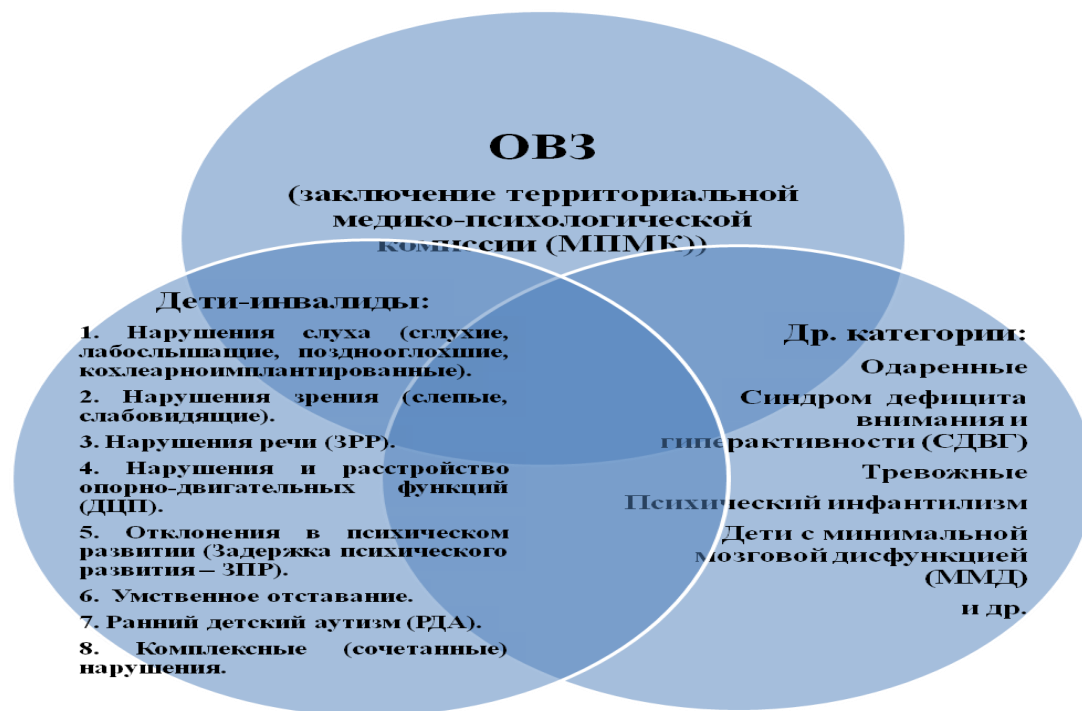 ОВЗ
(заключение территориальной
медико-психологической
комиссии (МПМК))
Дети-инвалиды:
1. Нарушения слуха (сглухие,
лабослышащие, позднооглохшие,
кохлеарноимплантированные).
2. Нарушения зрения (слепые,
слабовидящие).
3. Нарушения речи (ЗРР).
4. Нарушения и расстройство
опорно-двигательных функций
(ДЦП).
5. Отклонения в психическом
развитии (Задержка психического
развития – ЗПР).
6. Умственное отставание.
7. Ранний детский аутизм (РДА).
8. Комплексные (сочетанные)
нарушения.
Др. категории:
Одаренные
Синдром дефицита
внимания и
гиперактивности (СДВГ)
Тревожные
Психический инфантилизм
Дети с минимальной
мозговой дисфункцией
(ММД)
и др.